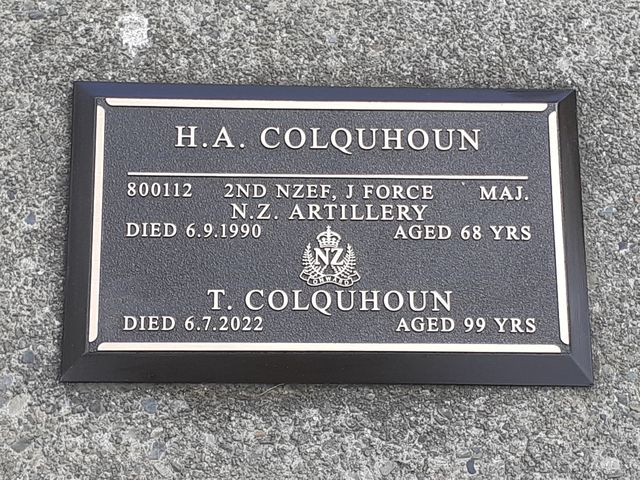 H.A. COLQUHOUN
800112 2ND NZEF, J FORCE MAJ.
N.Z. ARTILLERY
DIED 6.9.1990 AGED 68 YRS
NZ
ONWARD
T. COLQUHOUN
DIED 6.7.2022 AGED 99 YRS